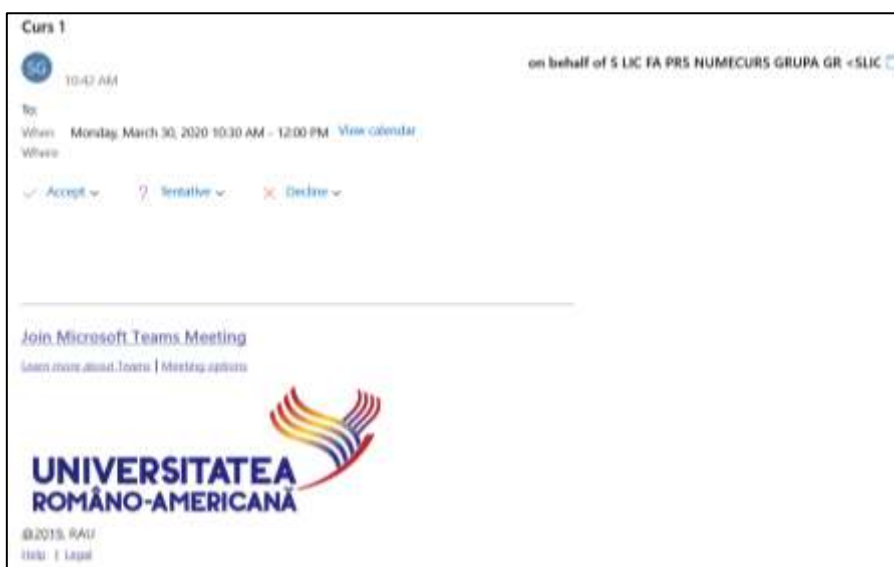 Curs 1
SG
on behalf of S LIC FA PRS NUMECURS GRUPA GR <SLIC
10:42 AM
To:
When Monday, March 30, 2020 10:30 AM - 12:00 PM View calendar
Where
Accept ? Tentative Decline
Join Microsoft Teams Meeting
Learn more about Teams | Meeting options
UNIVERSITATEA
ROMÂNO-AMERICANĂ
@2019, RAU
Help | Legal